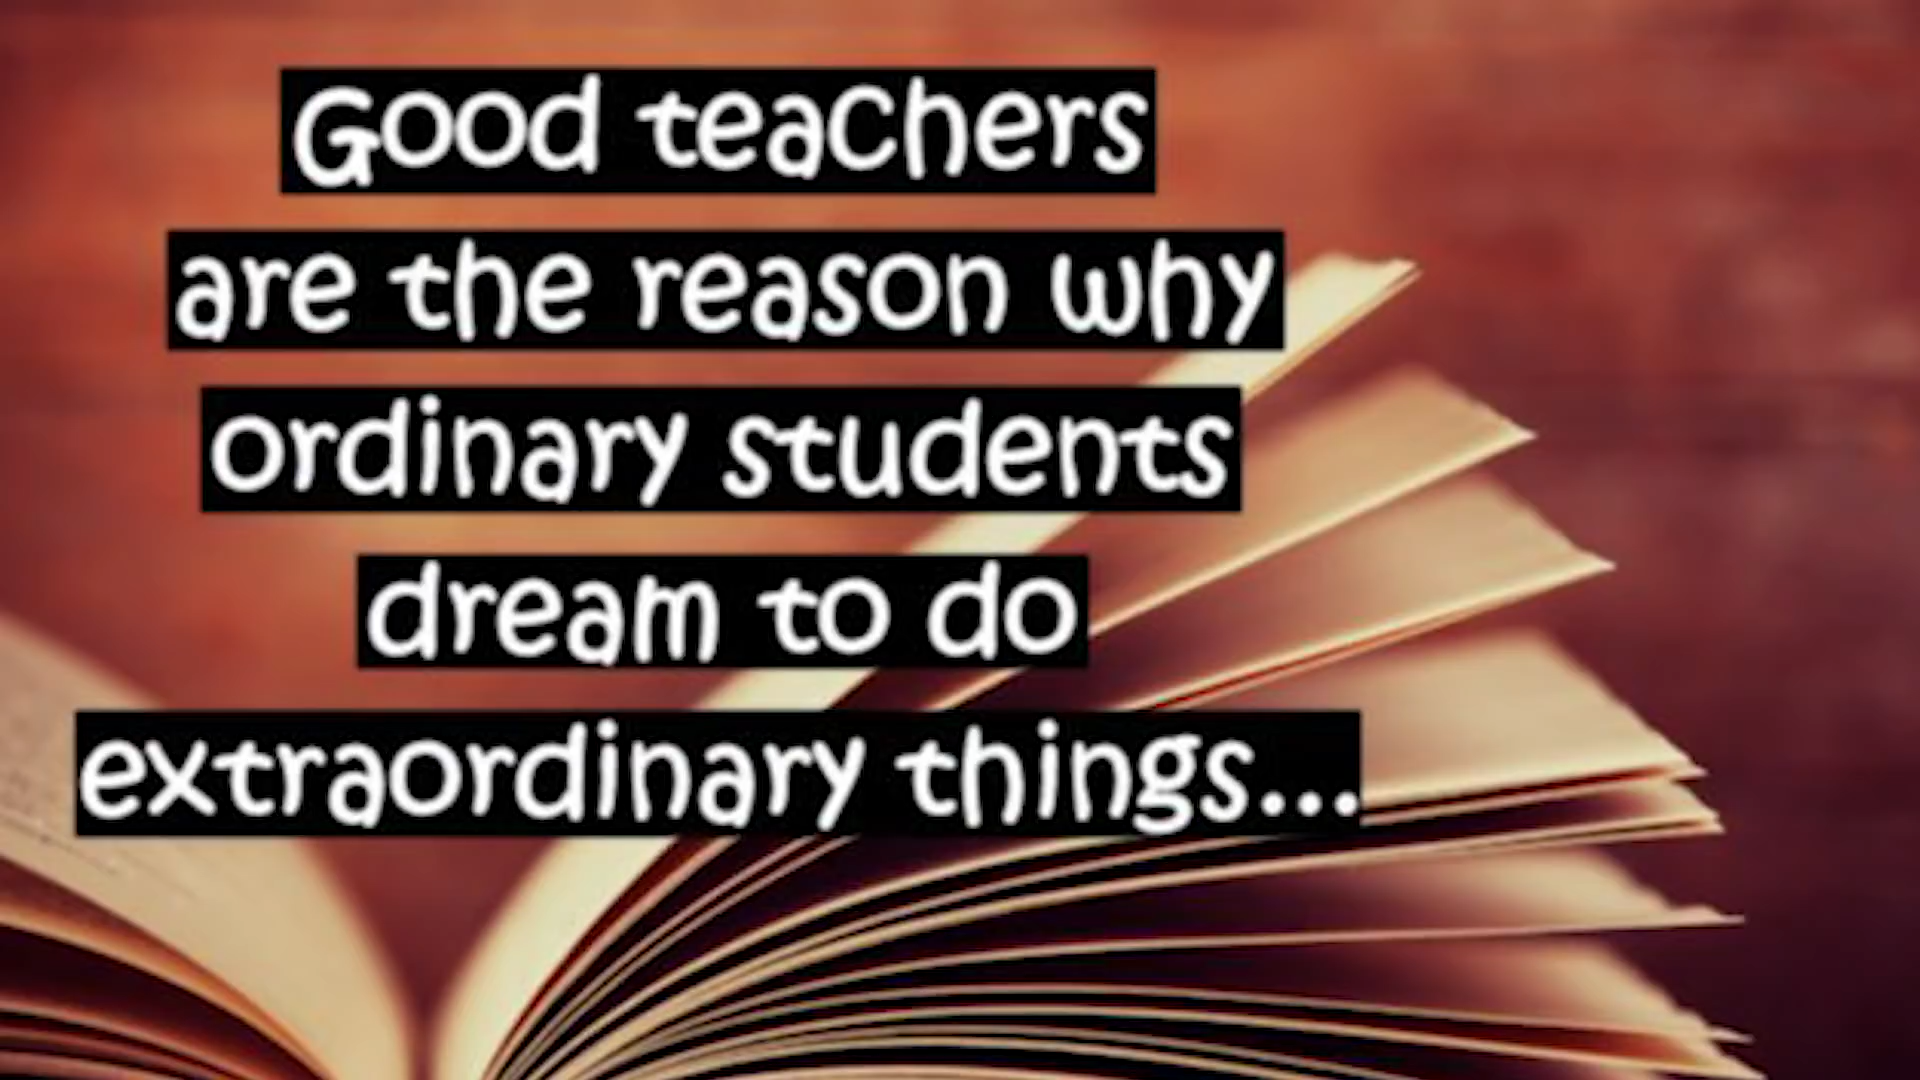 Good teachers
are the reason why
ordinary students
dream to do
extraordinary things...